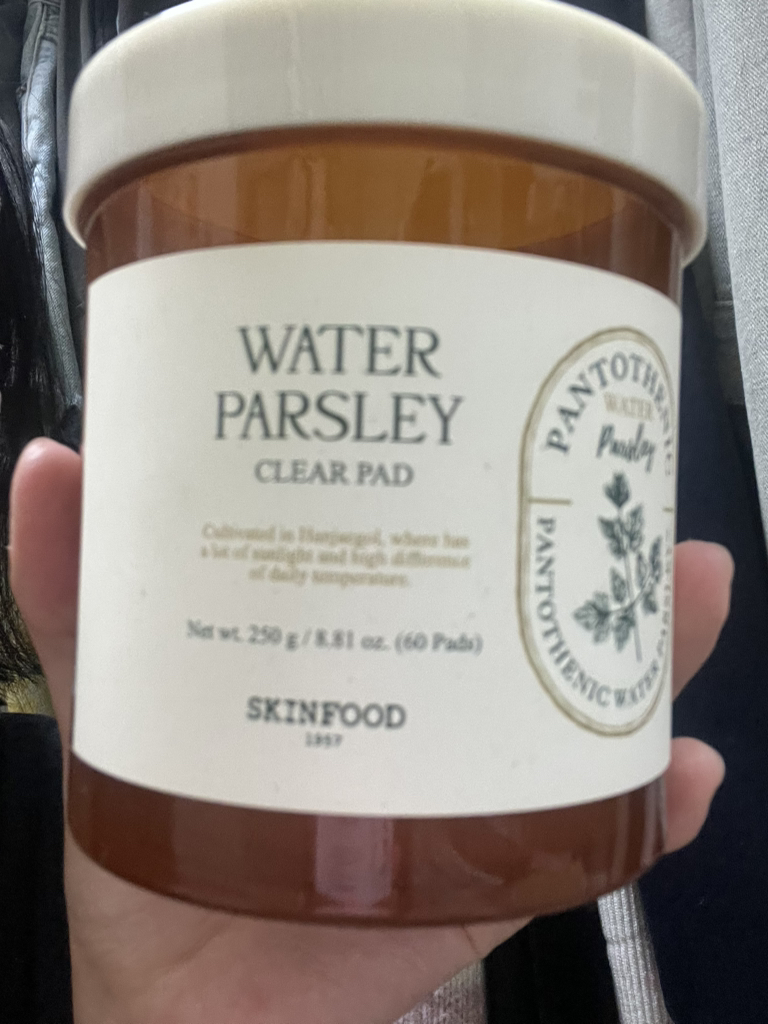 WATER
PARSLEY
CLEAR PAD
Cultivated in Hanjaegol, where has
a lot of sunlight and high difference
of daily temperature.
Net wt. 250 g / 8.81 oz. (60 Pads)
SKINFOOD
1957
PANTOTHENIC
WATER
Parsley
PANTOTHENIC WATER PARSLEY